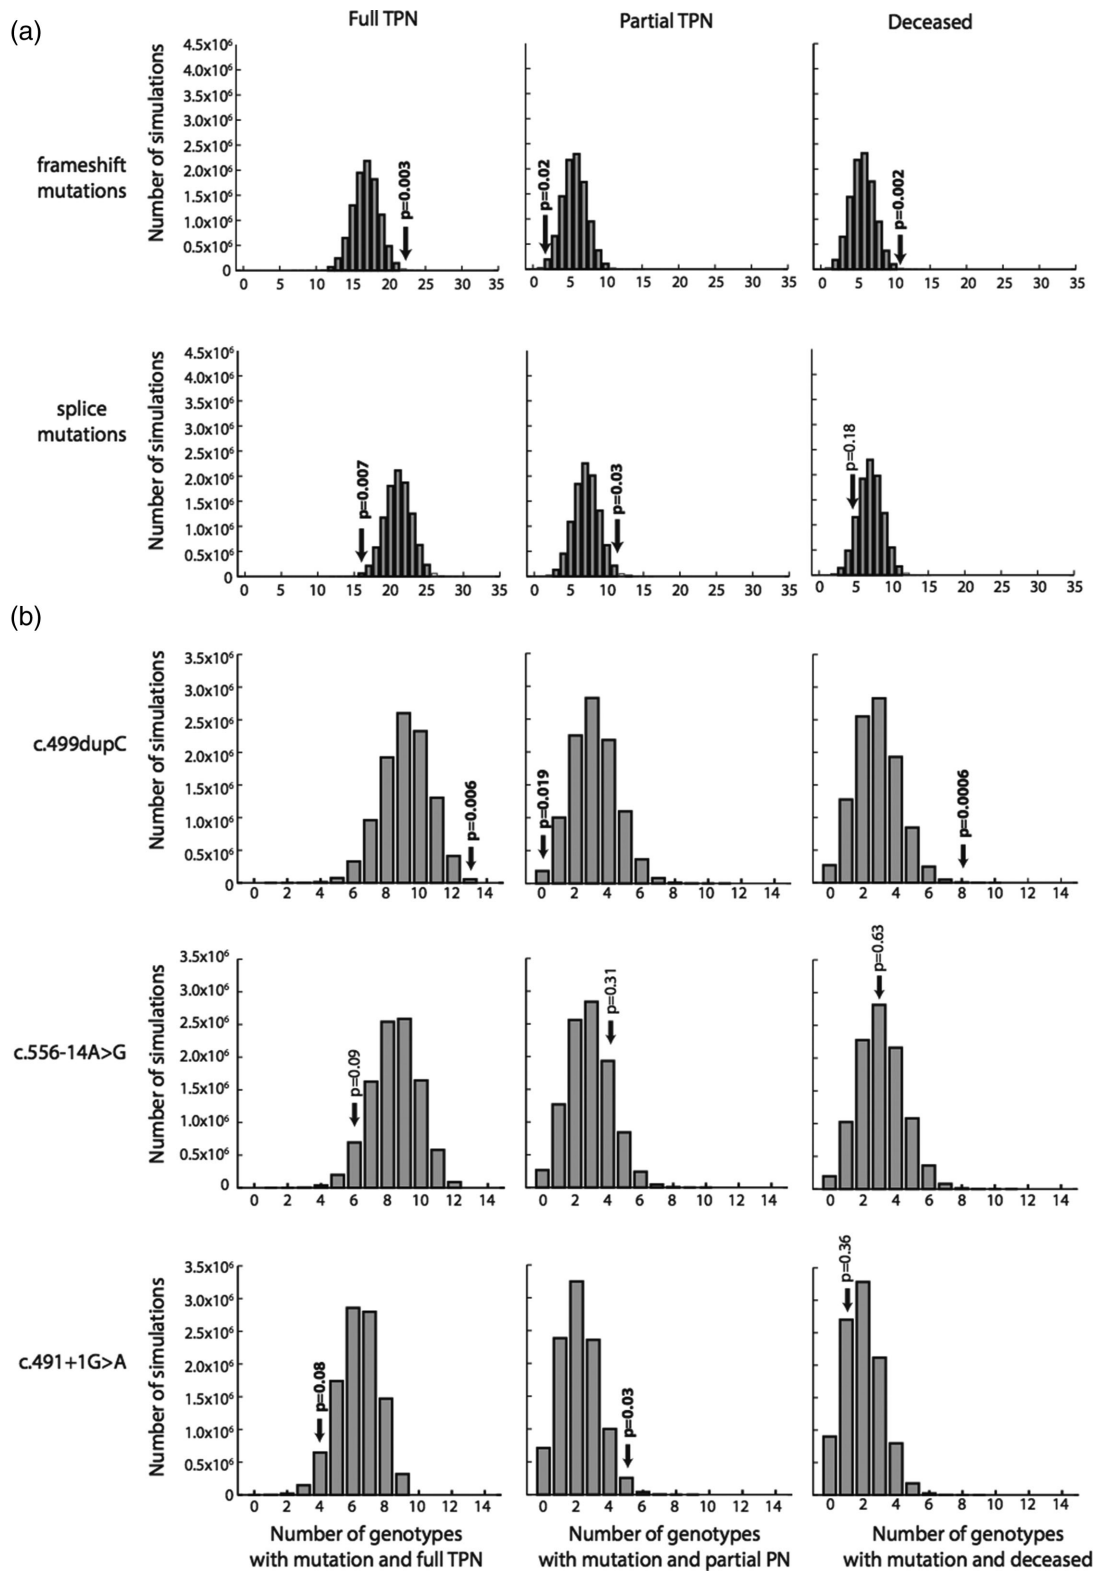 (a)
Full TPN
Partial TPN
Deceased
frameshift
mutations
Number of simulations
4.5x10⁶
4.0x10⁶
3.5x10⁶
3.0x10⁶
2.5x10⁶
2.0x10⁶
1.5x10⁶
1.0x10⁶
0.5x10⁶
0
p=0.003
p=0.02
p=0.002
0 5 10 15 20 25 30 35
0 5 10 15 20 25 30 35
0 5 10 15 20 25 30 35
splice
mutations
Number of simulations
4.5x10⁶
4.0x10⁶
3.5x10⁶
3.0x10⁶
2.5x10⁶
2.0x10⁶
1.5x10⁶
1.0x10⁶
0.5x10⁶
0
p=0.007
p=0.03
p=0.18
0 5 10 15 20 25 30 35
0 5 10 15 20 25 30 35
0 5 10 15 20 25 30 35
(b)
c.499dupC
Number of simulations
3.5x10⁶
3.0x10⁶
2.5x10⁶
2.0x10⁶
1.5x10⁶
1.0x10⁶
0.5x10⁶
0
p=0.006
p=0.019
p=0.0006
0 2 4 6 8 10 12 14
0 2 4 6 8 10 12 14
0 2 4 6 8 10 12 14
c.556-14A>G
Number of simulations
3.5x10⁶
3.0x10⁶
2.5x10⁶
2.0x10⁶
1.5x10⁶
1.0x10⁶
0.5x10⁶
0
p=0.09
p=0.31
p=0.63
0 2 4 6 8 10 12 14
0 2 4 6 8 10 12 14
0 2 4 6 8 10 12 14
c.491+1G>A
Number of simulations
3.5x10⁶
3.0x10⁶
2.5x10⁶
2.0x10⁶
1.5x10⁶
1.0x10⁶
0.5x10⁶
0
p=0.08
p=0.03
p=0.36
0 2 4 6 8 10 12 14
0 2 4 6 8 10 12 14
0 2 4 6 8 10 12 14
Number of genotypes
with mutation and full TPN
Number of genotypes
with mutation and partial PN
Number of genotypes
with mutation and deceased